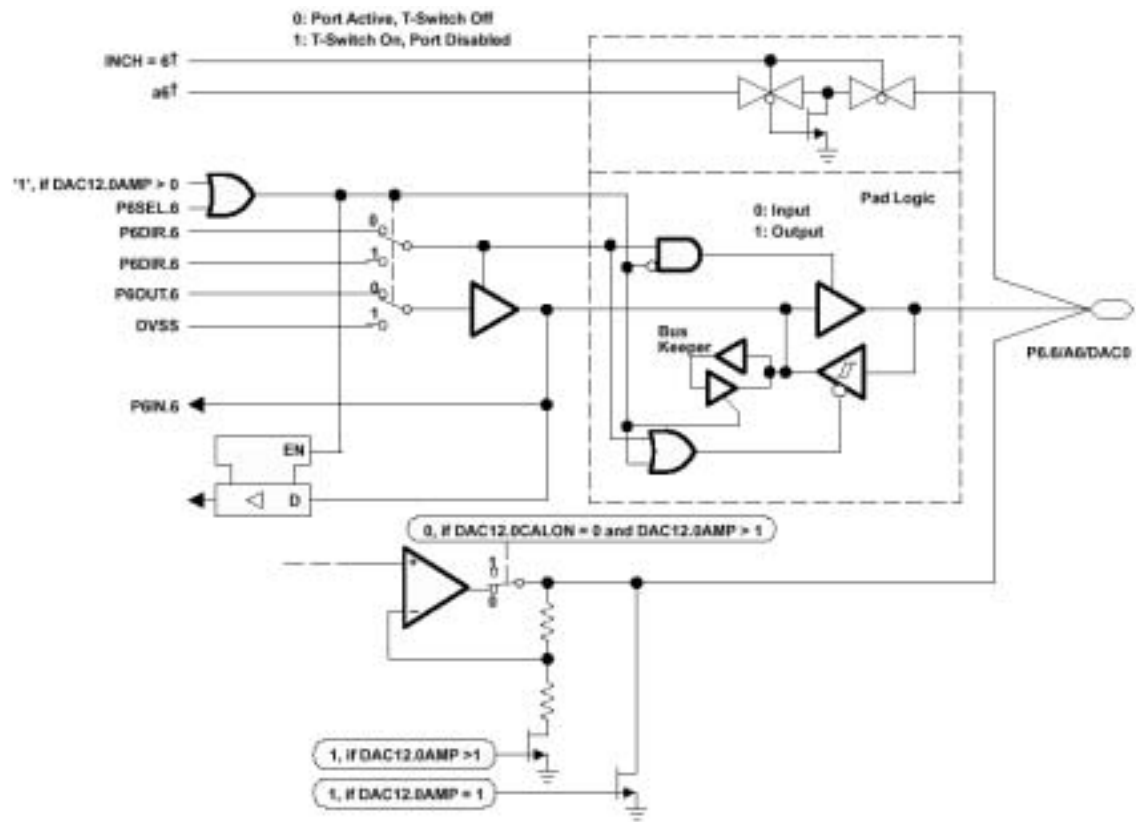 0: Port Active, T-Switch Off
1: T-Switch On, Port Disabled
INCH = 6†
a6†
'1', if DAC12.0AMP > 0
P6SEL.6
P6DIR.6
P6DIR.6
P6OUT.6
DVSS
0
1
0
1
Pad Logic
0: Input
1: Output
Bus
Keeper
P6.6/A6/DAC0
P6IN.6
EN
D
0, if DAC12.0CALON = 0 and DAC12.0AMP > 1
+
−
1
0
1, if DAC12.0AMP >1
1, if DAC12.0AMP = 1